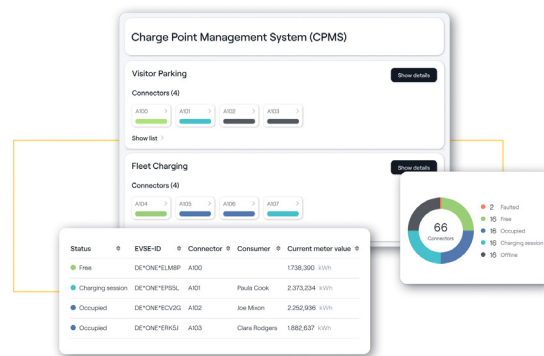 Charge Point Management System (CPMS)
Visitor Parking
Show details
Connectors (4)
A100 > A101 > A102 > A103 >
Show list >
Fleet Charging
Show details
Connectors (4)
A104 > A105 > A106 > A107 >
66
Connectors
2 Faulted
16 Free
16 Occupied
16 Charging session
16 Offline
Status EVSE-ID Connector Consumer Current meter value
Free DE*ONE*ELM8P A100 1738,390 kWh
Charging session DE*ONE*EPS5L A101 Paula Cook 2.373,234 kWh
Occupied DE*ONE*ECV2G A102 Joe Mixon 2.252,936 kWh
Occupied DE*ONE*ERK5J A103 Clara Rodgers 1.882,637 kWh